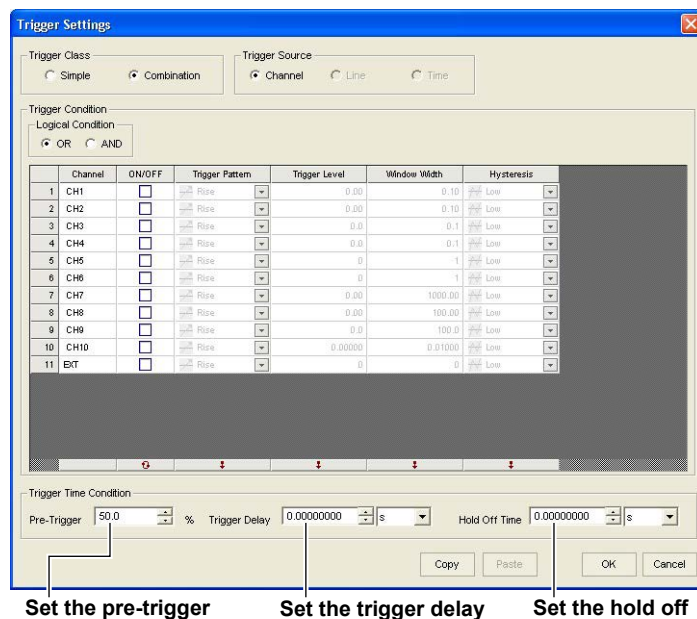 Trigger Settings
Trigger Class
Simple Combination
Trigger Source
Channel Line Time
Trigger Condition
Logical Condition
OR AND
Channel ON/OFF Trigger Pattern Trigger Level Window Width Hysteresis
1 CH1 Rise 0.00 0.10 Low
2 CH2 Rise 0.00 0.10 Low
3 CH3 Rise 0.0 0.1 Low
4 CH4 Rise 0.0 0.1 Low
5 CH5 Rise 0 1 Low
6 CH6 Rise 0 1 Low
7 CH7 Rise 0.00 1000.00 Low
8 CH8 Rise 0.00 100.00 Low
9 CH9 Rise 0.0 100.0 Low
10 CH10 Rise 0.00000 0.01000 Low
11 EXT Rise 0 0 Low
Trigger Time Condition
Pre-Trigger 50.0 % Trigger Delay 0.00000000 s Hold Off Time 0.00000000 s
Copy Paste OK Cancel
Set the pre-trigger Set the trigger delay Set the hold off